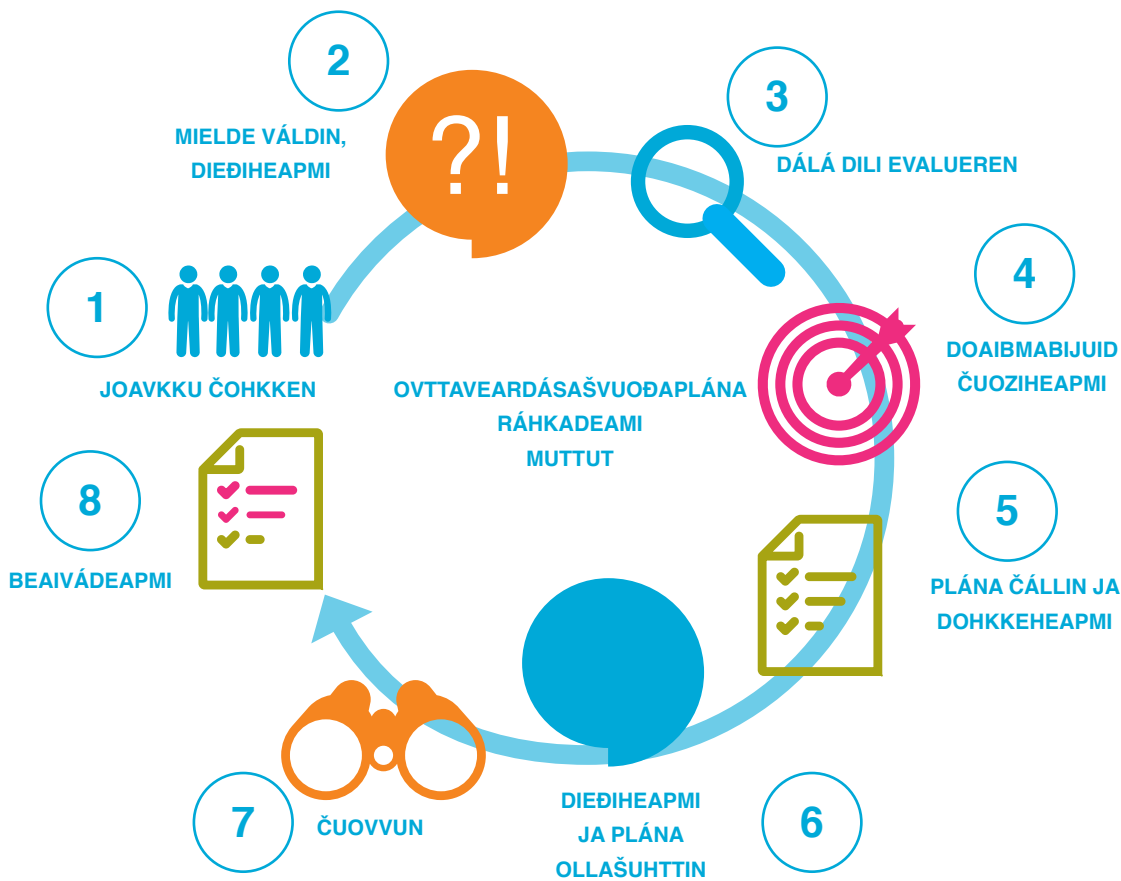 1
JOAVKKU ČOHKKEN
2
MIELDE VÁLDIN,
DIEĐIHEAPMI
?!
3
DÁLÁ DILI EVALUEREN
4
DOAIBMABIJUID
ČUOZIHEAPMI
5
PLÁNA ČÁLLIN JA
DOHKKEHEAPMI
6
DIEĐIHEAPMI
JA PLÁNA
OLLAŠUHTTIN
7
ČUOVVUN
8
BEAIVÁDEAPMI
OVTTAVEARDÁSAŠVUOĐAPLÁNA
RÁHKADEAMI
MUTTUT